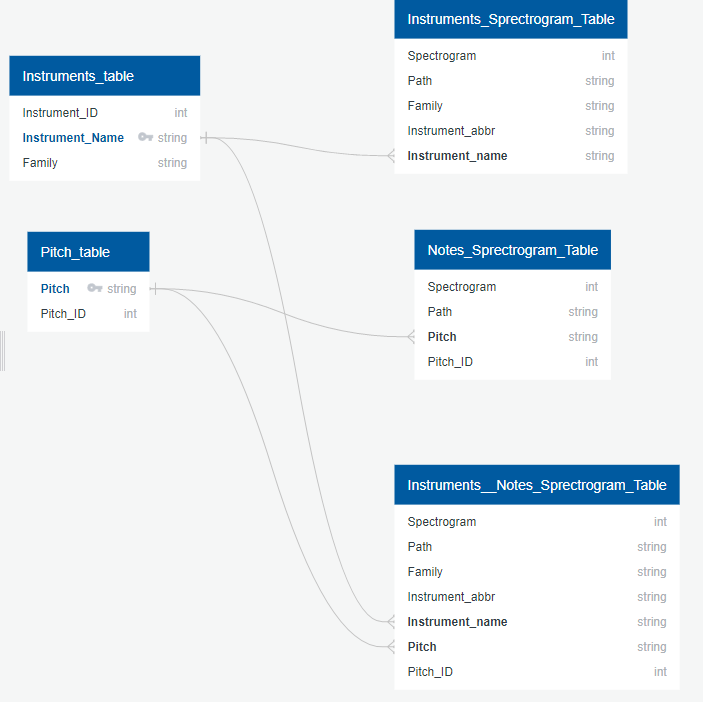 Instruments_table
Instrument_ID int
Instrument_Name string
Family string
Pitch_table
Pitch string
Pitch_ID int
Instruments_Sprectrogram_Table
Spectrogram int
Path string
Family string
Instrument_abbr string
Instrument_name string
Notes_Sprectrogram_Table
Spectrogram int
Path string
Pitch string
Pitch_ID int
Instruments__Notes_Sprectrogram_Table
Spectrogram int
Path string
Family string
Instrument_abbr string
Instrument_name string
Pitch string
Pitch_ID int